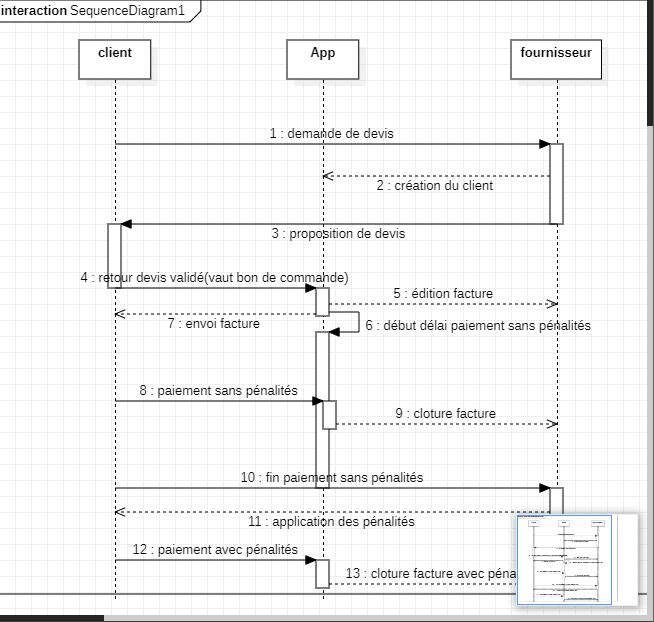 interaction SequenceDiagram1
client
App
fournisseur
1 : demande de devis
2 : création du client
3 : proposition de devis
4 : retour devis validé(vaut bon de commande)
5 : édition facture
7 : envoi facture
6 : début délai paiement sans pénalités
8 : paiement sans pénalités
9 : cloture facture
10 : fin paiement sans pénalités
11 : application des pénalités
12 : paiement avec pénalités
13 : cloture facture avec péna